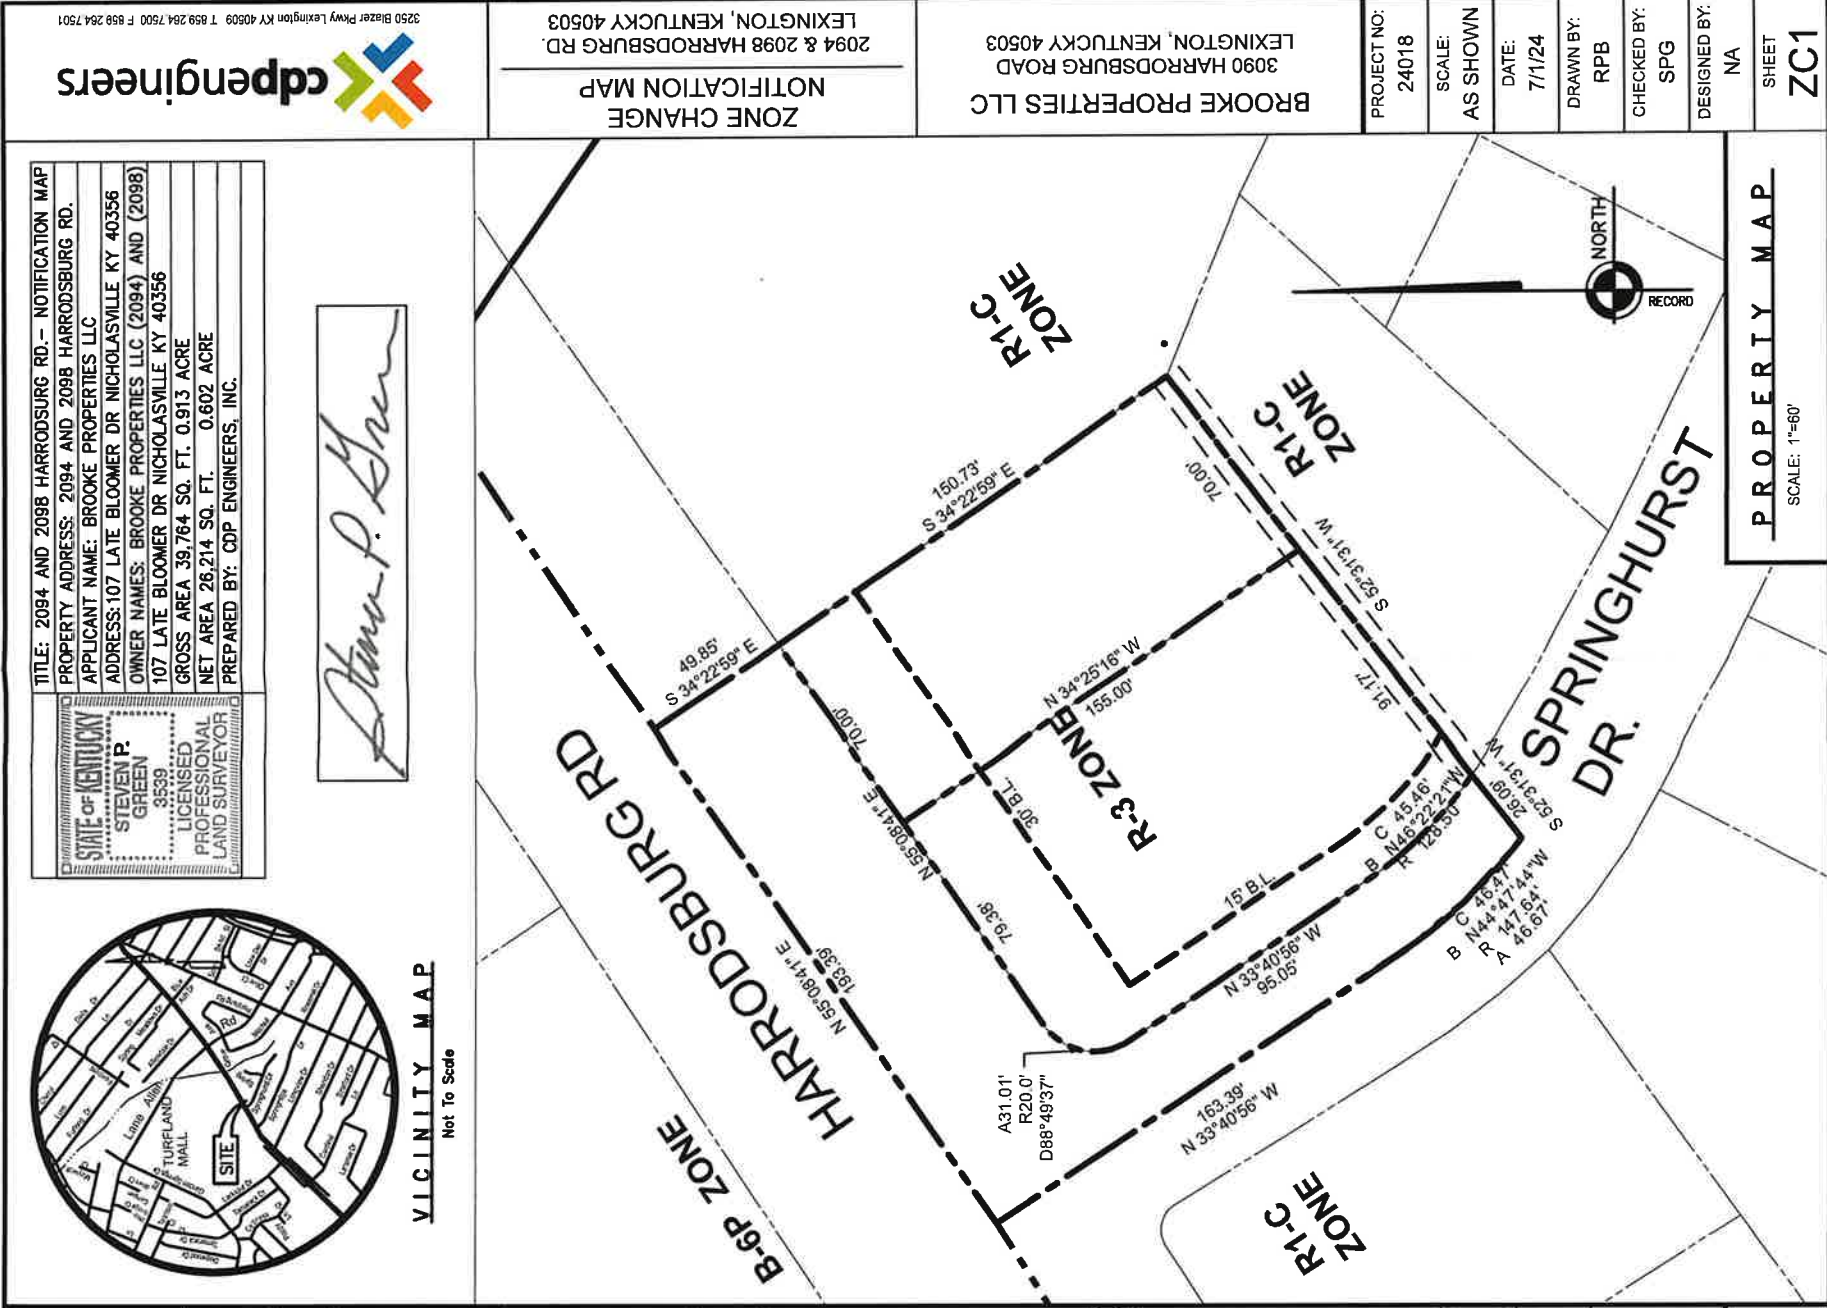 TITLE: 2094 AND 2098 HARRODSURG RD.- NOTIFICATION MAP
PROPERTY ADDRESS: 2094 AND 2098 HARRODSBURG RD.
APPLICANT NAME: BROOKE PROPERTIES LLC
ADDRESS:107 LATE BLOOMER DR NICHOLASVILLE KY 40356
OWNER NAMES: BROOKE PROPERTIES LLC (2094) AND (2098)
107 LATE BLOOMER DR NICHOLASVILLE KY 40356
GROSS AREA 39,764 SQ. FT. 0.913 ACRE
NET AREA 26,214 SQ. FT. 0.602 ACRE
PREPARED BY: CDP ENGINEERS, INC.
STATE OF KENTUCKY
STEVEN P.
GREEN
3539
LICENSED
PROFESSIONAL
LAND SURVEYOR
Steven P. Green
TURFLAND
MALL
SITE
Lane Allen
Rd
VICINITY MAP
Not To Scale
cdpengineers
3250 Blazer Pkwy Lexington KY 40509 T 859.264.7500 F 859.264.7501
ZONE CHANGE
NOTIFICATION MAP
2094 & 2098 HARRODSBURG RD.
LEXINGTON, KENTUCKY 40503
BROOKE PROPERTIES LLC
3090 HARRODSBURG ROAD
LEXINGTON, KENTUCKY 40503
PROJECT NO:
24018
SCALE:
AS SHOWN
DATE:
7/1/24
DRAWN BY:
RPB
CHECKED BY:
SPG
DESIGNED BY:
NA
SHEET
ZC1
HARRODSBURG RD
B-6P ZONE
R1-C
ZONE
R1-C
ZONE
R1-C
ZONE
R-3 ZONE
SPRINGHURST
DR.
49.85'
S 34°22'59" E
150.73'
S 34°22'59" E
70.00'
N 55°08'41" E
79.38'
N 55°08'41" E
193.39'
30' B.L.
15' B.L.
N 34°25'16" W
155.00'
70.00'
S 52°31'31" W
91.17'
C 45.46'
B N46°22'21"W
R 128.50'
26.09'
S 52°31'31" W
C 46.47'
B N44°47'44"W
R 147.64'
A 46.67'
N 33°40'56" W
95.05'
163.39'
N 33°40'56" W
A31.01'
R20.0'
D88°49'37"
NORTH
RECORD
PROPERTY MAP
SCALE: 1"=60'